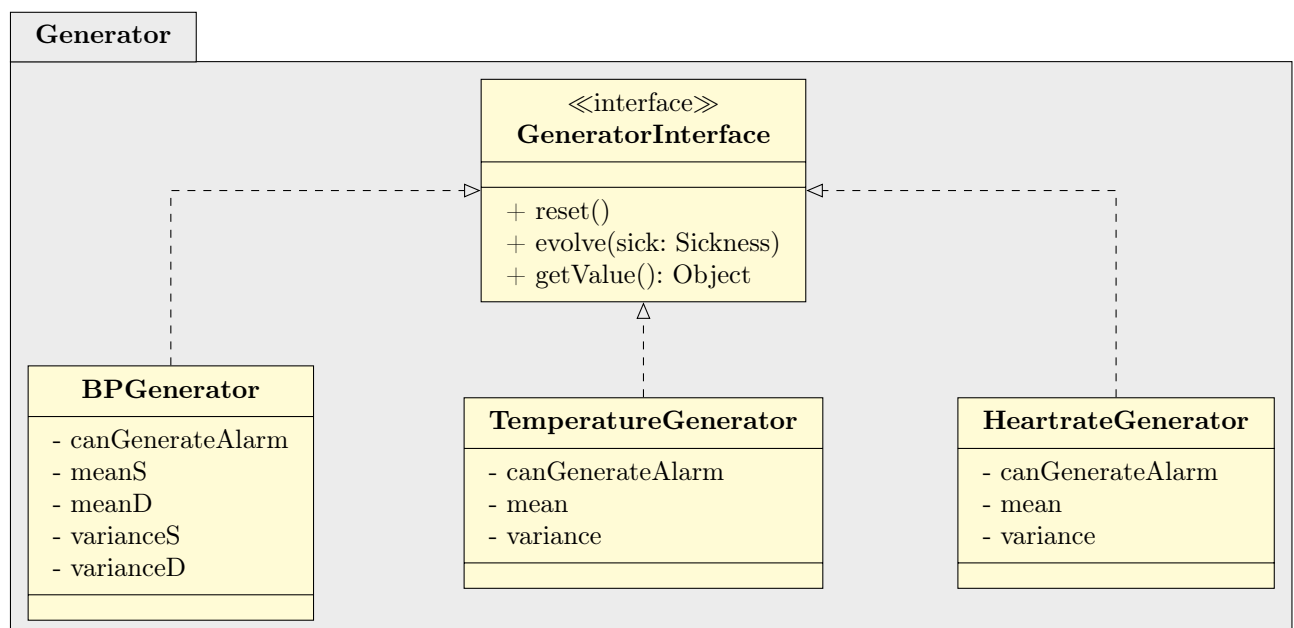 Generator
≪interface≫
GeneratorInterface
+ reset()
+ evolve(sick: Sickness)
+ getValue(): Object
BPGenerator
- canGenerateAlarm
- meanS
- meanD
- varianceS
- varianceD
TemperatureGenerator
- canGenerateAlarm
- mean
- variance
HeartrateGenerator
- canGenerateAlarm
- mean
- variance